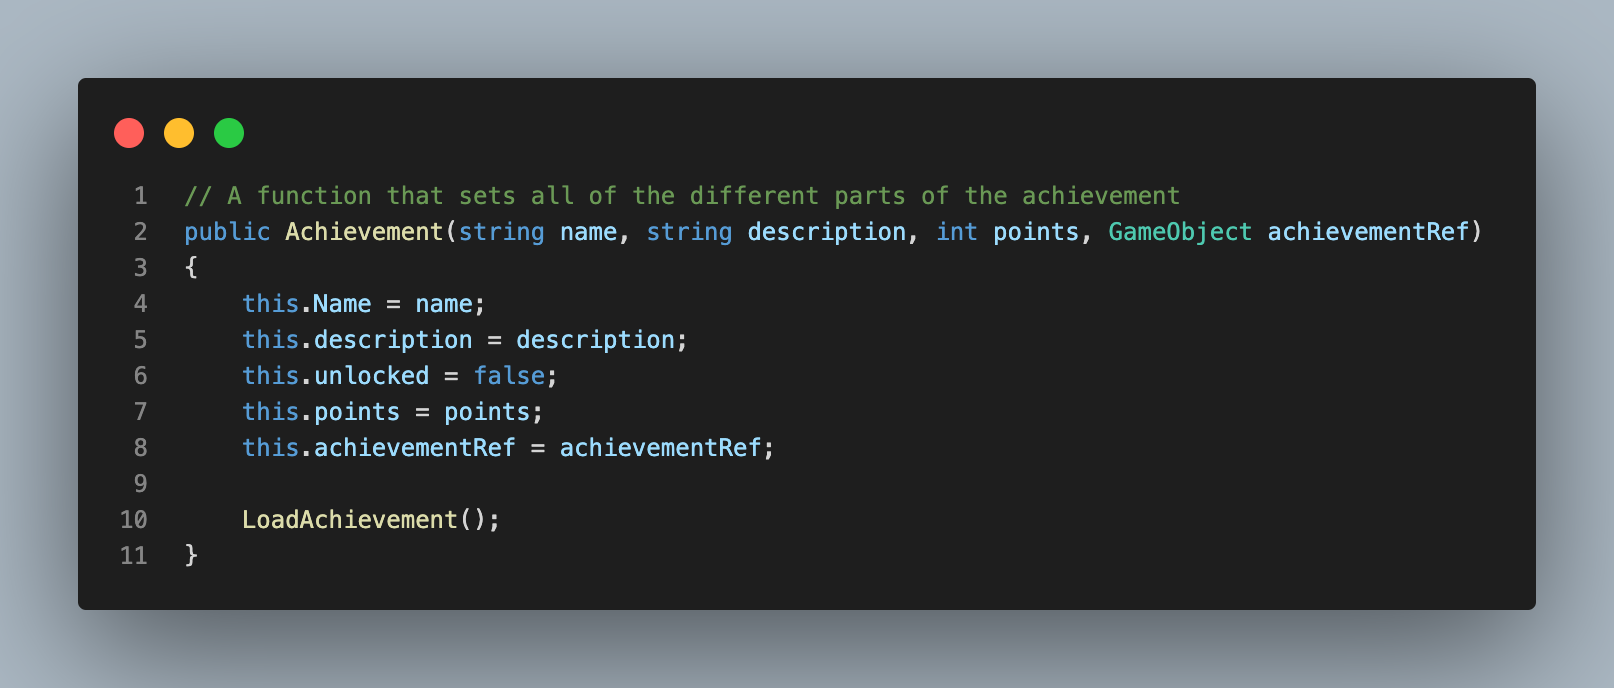 1 // A function that sets all of the different parts of the achievement
2 public Achievement(string name, string description, int points, GameObject achievementRef)
3 {
4     this.Name = name;
5     this.description = description;
6     this.unlocked = false;
7     this.points = points;
8     this.achievementRef = achievementRef;
9
10     LoadAchievement();
11 }